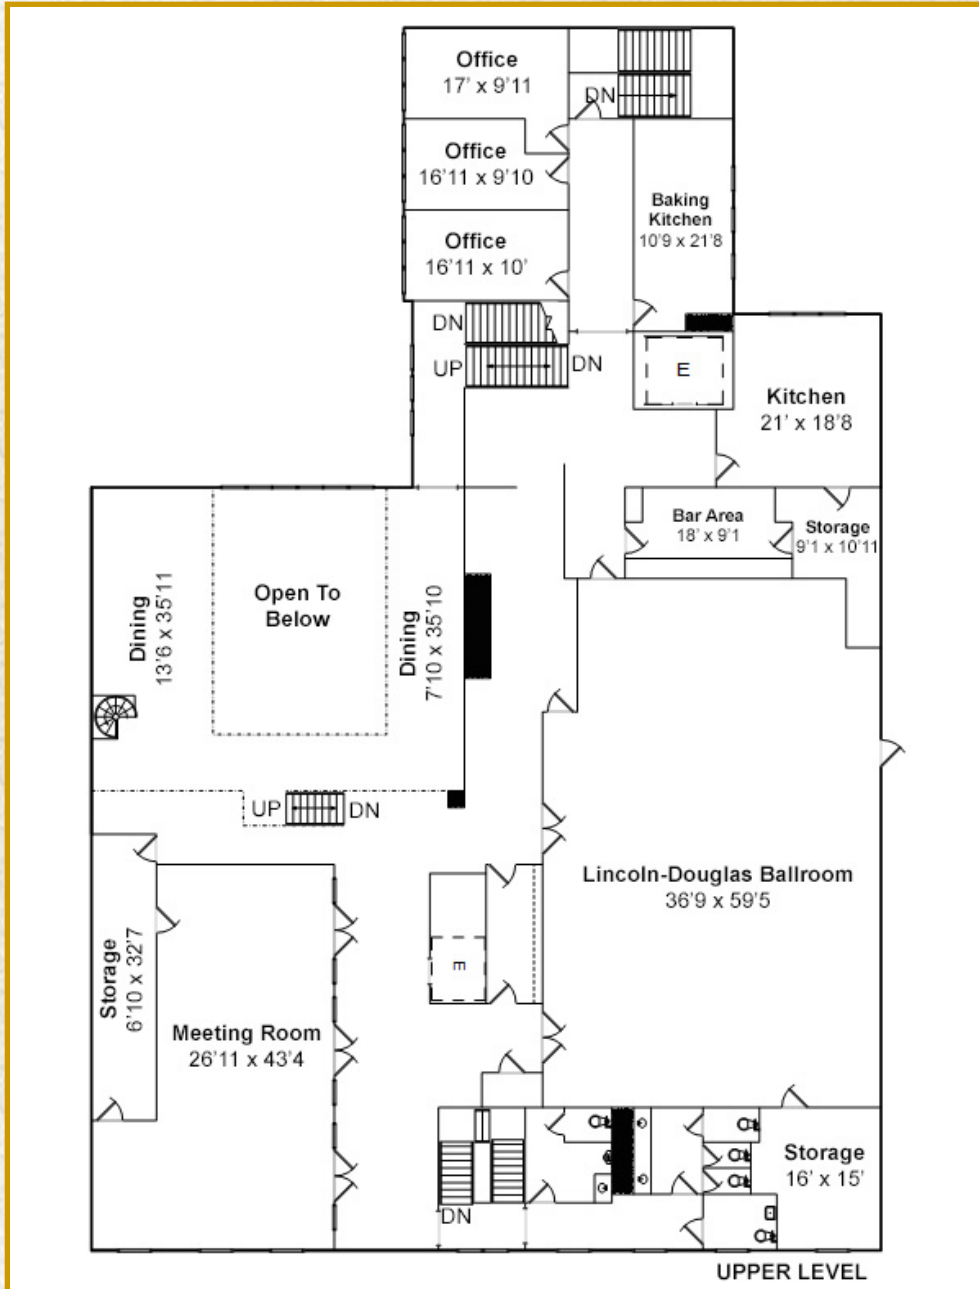 Office
17' x 9'11
DN
Office
16'11 x 9'10
Baking
Kitchen
10'9 x 21'8
Office
16'11 x 10'
DN
UP
DN
E
Kitchen
21' x 18'8
Bar Area
18' x 9'1
Storage
9'1 x 10'11
Dining
13'6 x 35'11
Open To
Below
Dining
7'10 x 35'10
UP
DN
Lincoln-Douglas Ballroom
36'9 x 59'5
Storage
6'10 x 32'7
E
Meeting Room
26'11 x 43'4
Storage
16' x 15'
DN
UPPER LEVEL